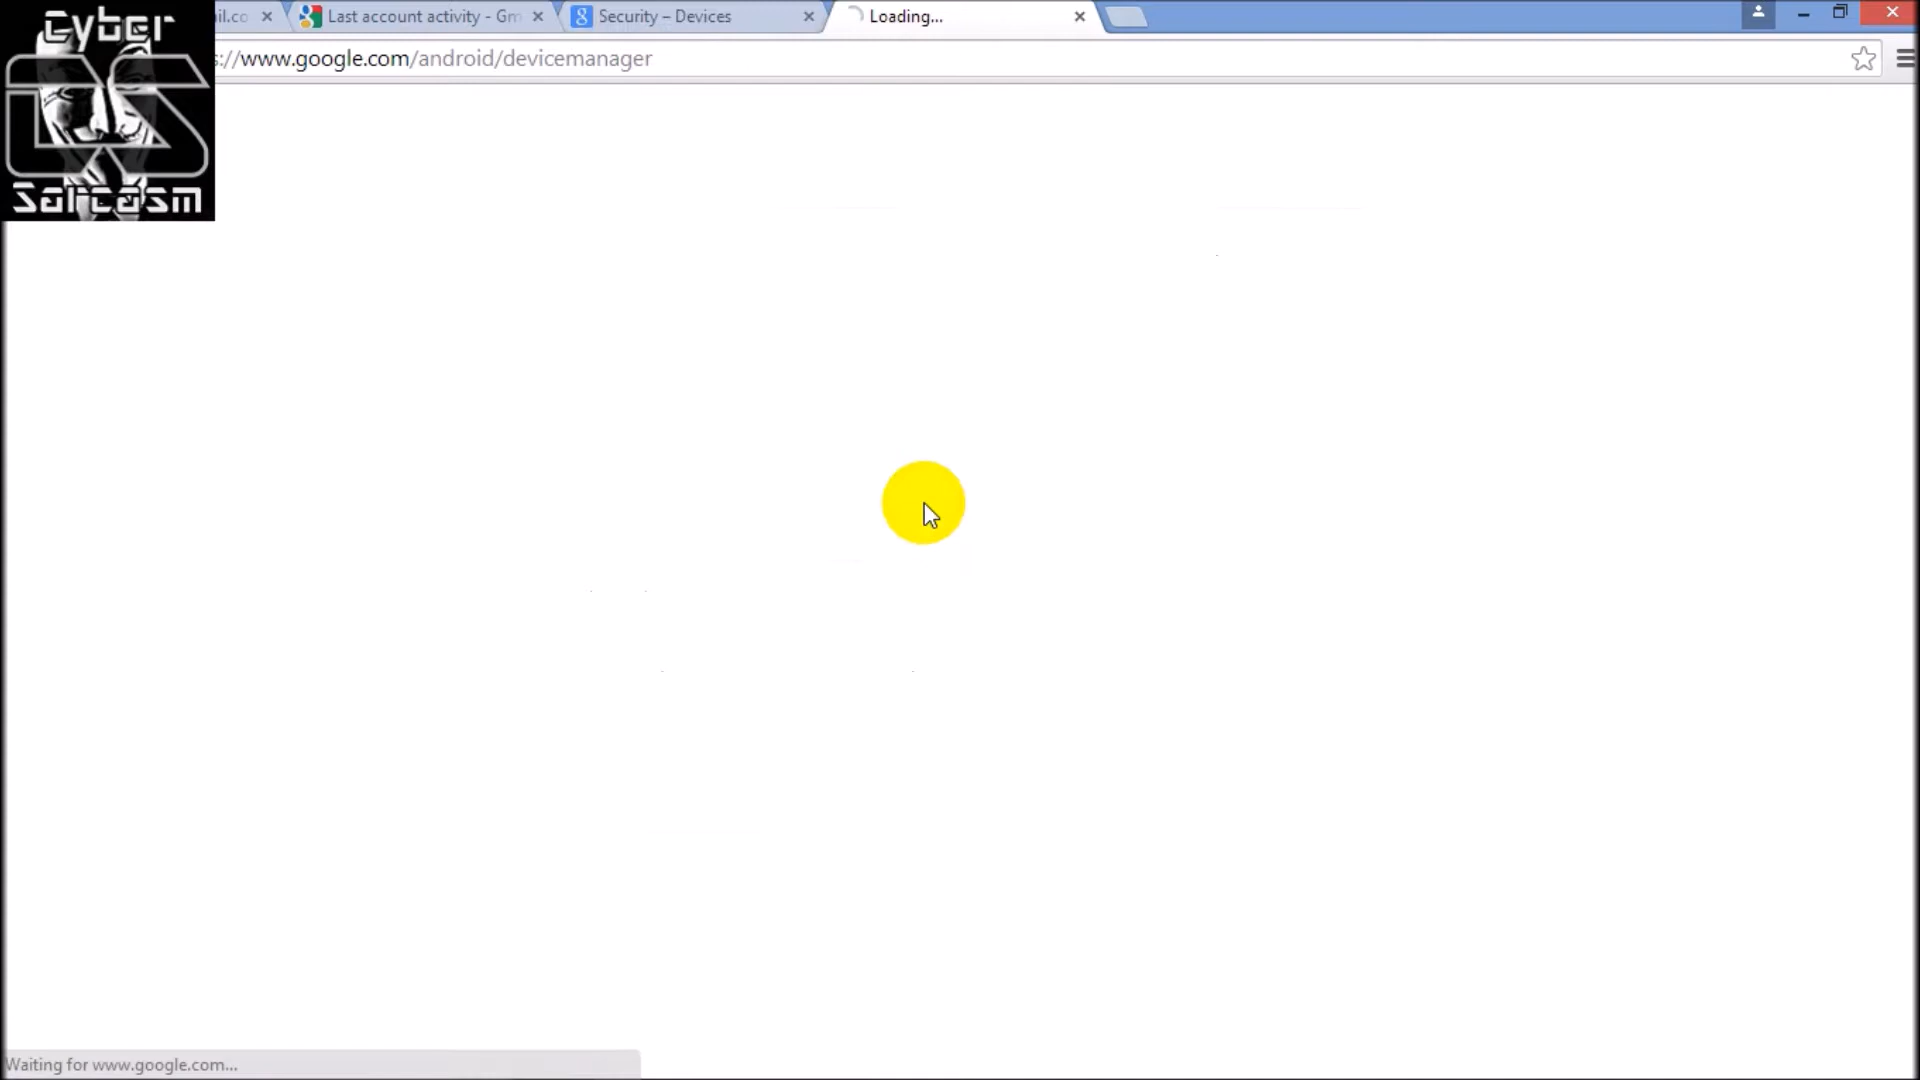 Cyber
Sarcasm
il.co
Last account activity - Gm
8 Security – Devices
Loading...
://www.google.com/android/devicemanager
Waiting for www.google.com...